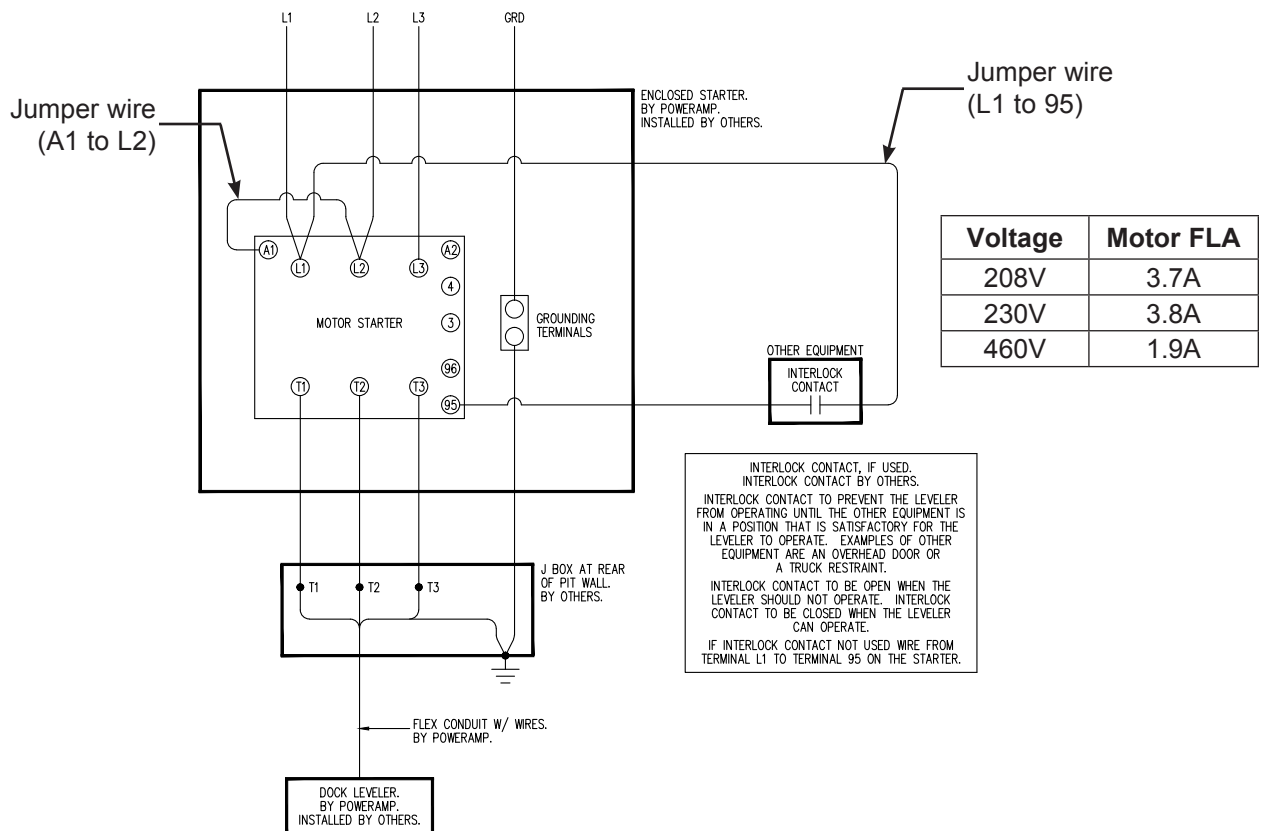 L1
L2
L3
GRD
Jumper wire
(A1 to L2)
ENCLOSED STARTER.
BY POWERAMP.
INSTALLED BY OTHERS.
Jumper wire
(L1 to 95)
A1
L1
L2
L3
A2
4
3
96
95
MOTOR STARTER
T1
T2
T3
GROUNDING
TERMINALS
Voltage Motor FLA
208V 3.7A
230V 3.8A
460V 1.9A
OTHER EQUIPMENT
INTERLOCK
CONTACT
INTERLOCK CONTACT, IF USED.
INTERLOCK CONTACT BY OTHERS.
INTERLOCK CONTACT TO PREVENT THE LEVELER
FROM OPERATING UNTIL THE OTHER EQUIPMENT IS
IN A POSITION THAT IS SATISFACTORY FOR THE
LEVELER TO OPERATE. EXAMPLES OF OTHER
EQUIPMENT ARE AN OVERHEAD DOOR OR
A TRUCK RESTRAINT.
INTERLOCK CONTACT TO BE OPEN WHEN THE
LEVELER SHOULD NOT OPERATE. INTERLOCK
CONTACT TO BE CLOSED WHEN THE LEVELER
CAN OPERATE.
IF INTERLOCK CONTACT NOT USED WIRE FROM
TERMINAL L1 TO TERMINAL 95 ON THE STARTER.
T1
T2
T3
J BOX AT REAR
OF PIT WALL.
BY OTHERS.
FLEX CONDUIT W/ WIRES.
BY POWERAMP.
DOCK LEVELER.
BY POWERAMP.
INSTALLED BY OTHERS.